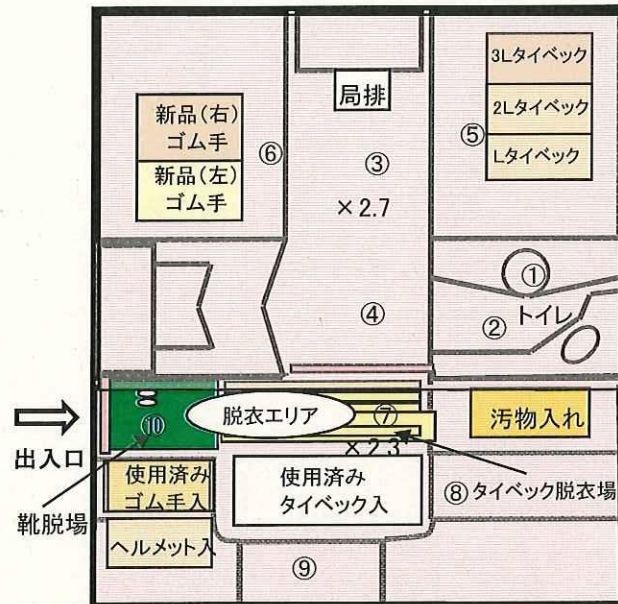 3Lタイベック
2Lタイベック
Lタイベック
⑤
局排
新品(右)
ゴム手
新品(左)
ゴム手
⑥
③
×2.7
①
②
トイレ
④
⑩
脱衣エリア
⑦
×2.3
汚物入れ
出入口
使用済み
ゴム手入
使用済み
タイベック入
⑧タイベック脱衣場
靴脱場
ヘルメット入
⑨